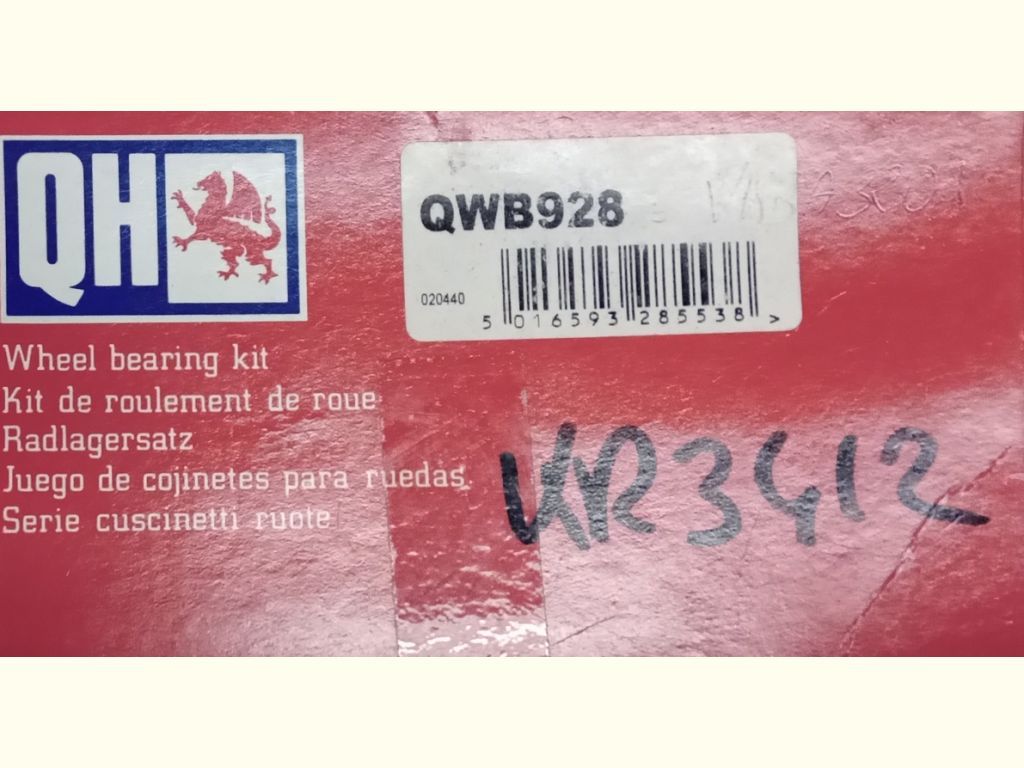 QH
QWB928
020440
5 016593 285538 >
Wheel bearing kit
Kit de roulement de roue
Radlagersatz
Juego de cojinetes para ruedas
Serie cuscinetti ruote
KR3412